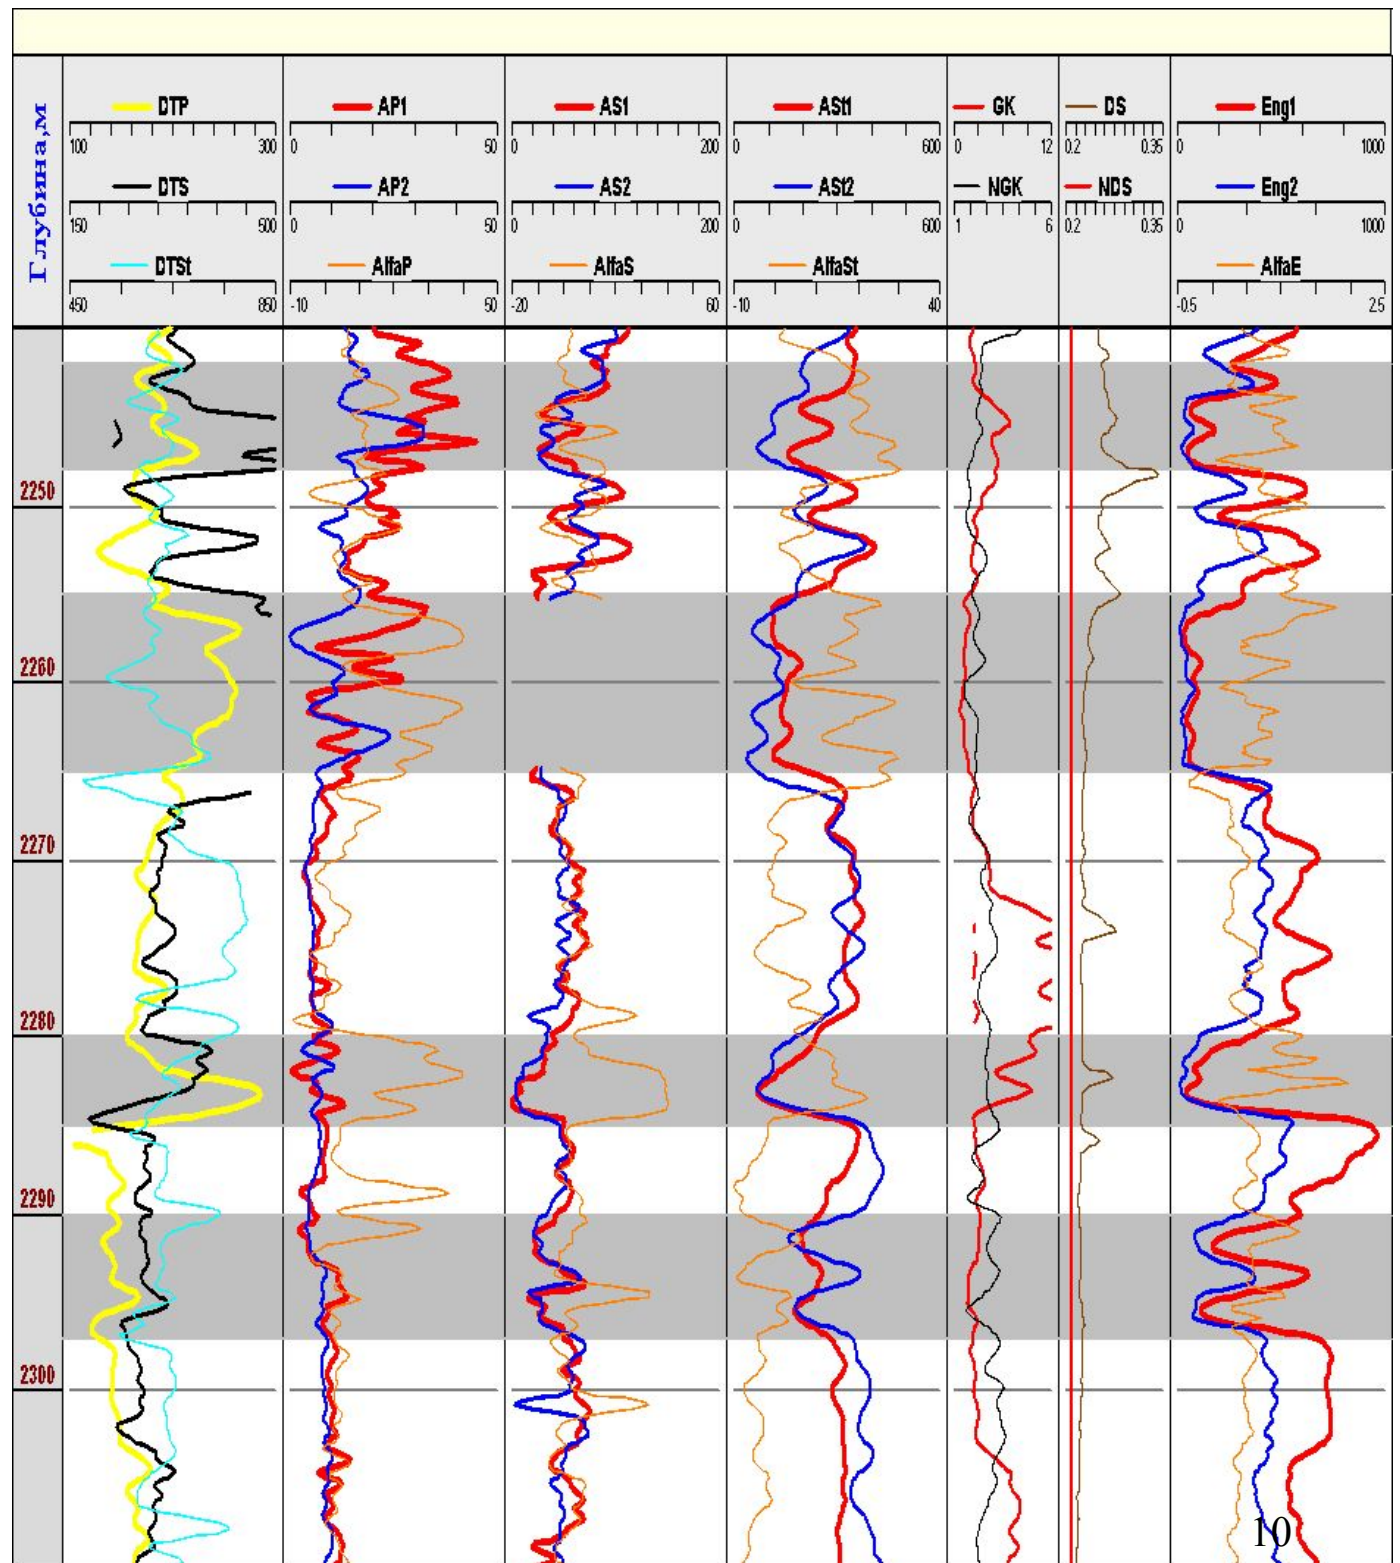 Глубина,м
DTP AP1 AS1 ASt1 GK DS Eng1
100 300 0 50 0 200 0 600 0 12 0.2 0.35 0 1000
DTS AP2 AS2 ASt2 NGK NDS Eng2
150 500 0 50 0 200 0 600 1 6 0.2 0.35 0 1000
DTSt AlfaP AlfaS AlfaSt AlfaE
450 850 -10 50 -20 60 -10 40 -0.5 2.5
2250
2260
2270
2280
2290
2300
10